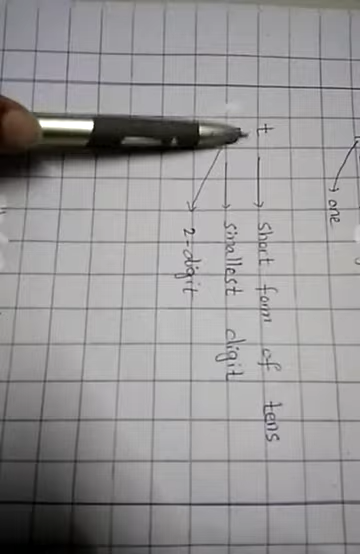 one
t → short form of tens
→ smallest digit
→ 2-digit